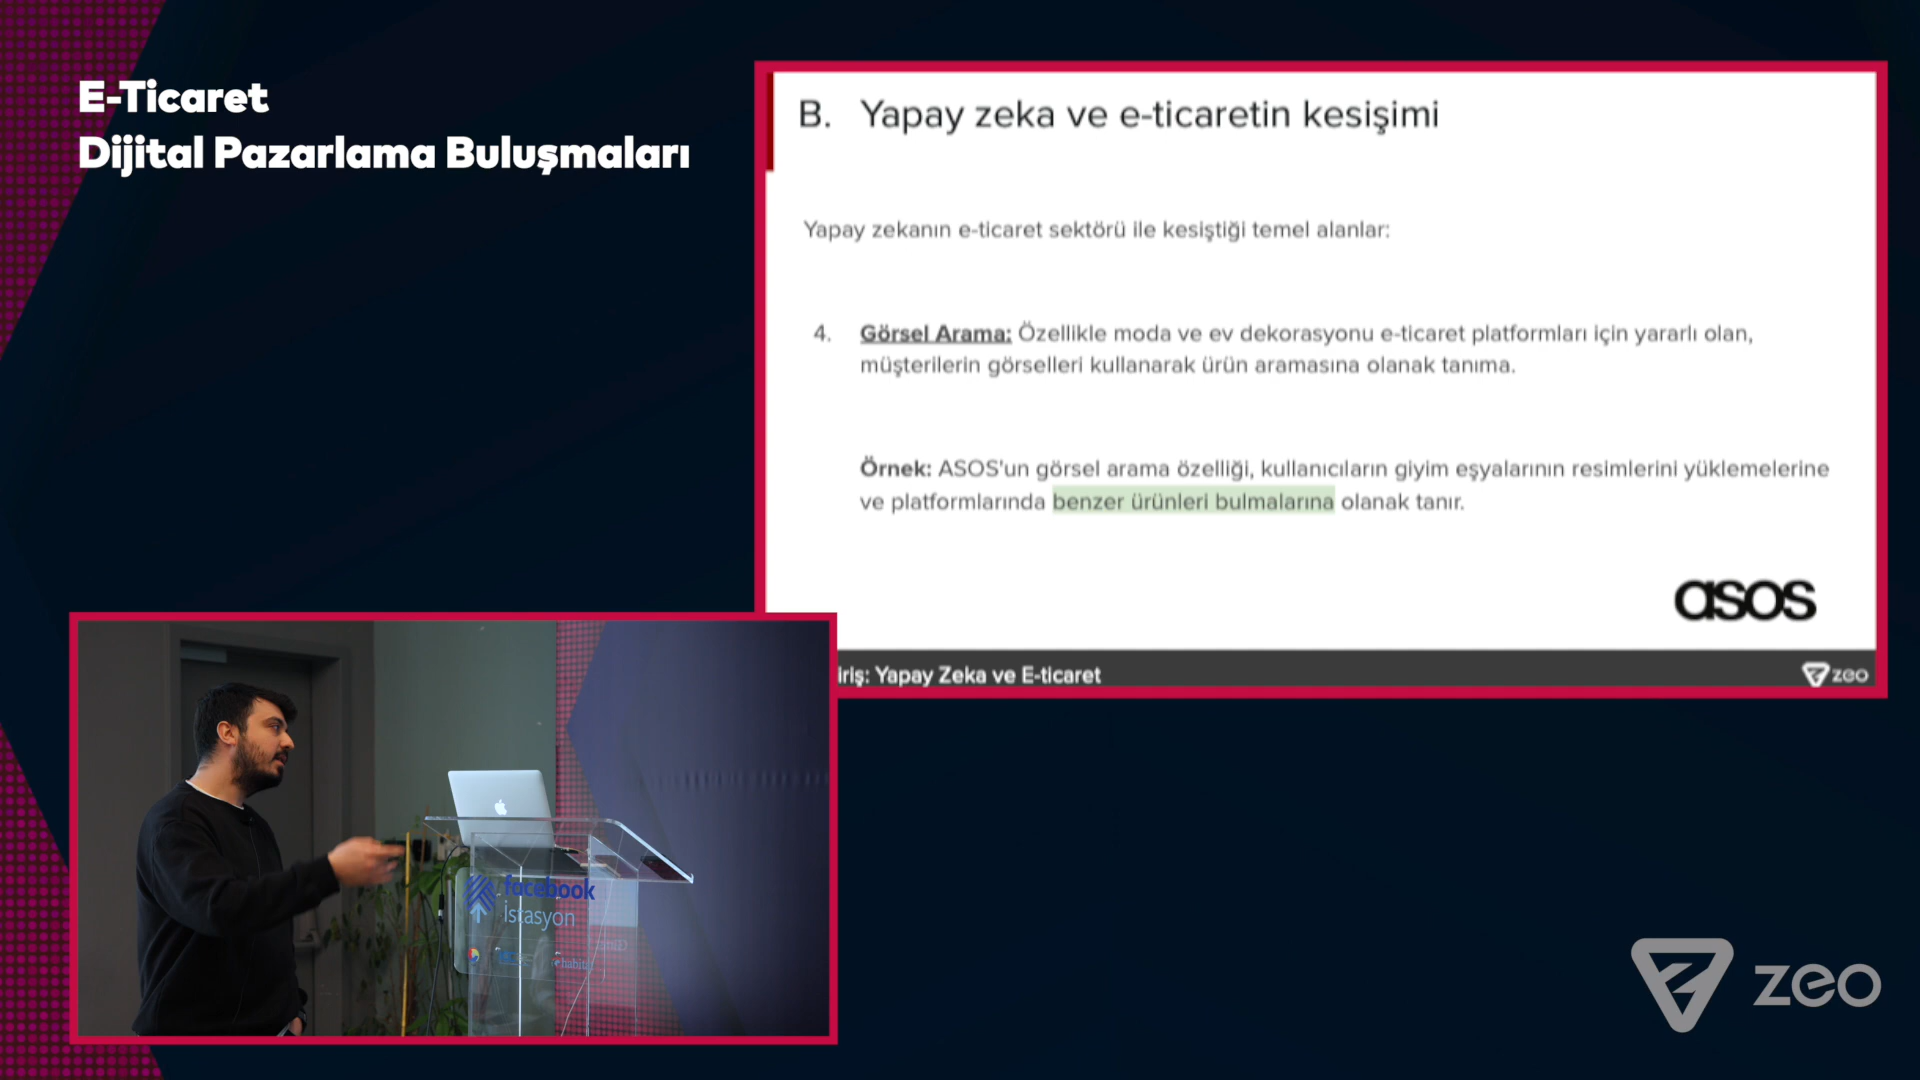 E-Ticaret
Dijital Pazarlama Buluşmaları
B. Yapay zeka ve e-ticaretin kesişimi
Yapay zekanın e-ticaret sektörü ile kesiştiği temel alanlar:
4. Görsel Arama: Özellikle moda ve ev dekorasyonu e-ticaret platformları için yararlı olan,
müşterilerin görselleri kullanarak ürün aramasına olanak tanıma.
Örnek: ASOS'un görsel arama özelliği, kullanıcıların giyim eşyalarının resimlerini yüklemelerine
ve platformlarında benzer ürünleri bulmalarına olanak tanır.
asos
Yapay Zeka ve E-ticaret
zeo
facebook
istasyon
zeo